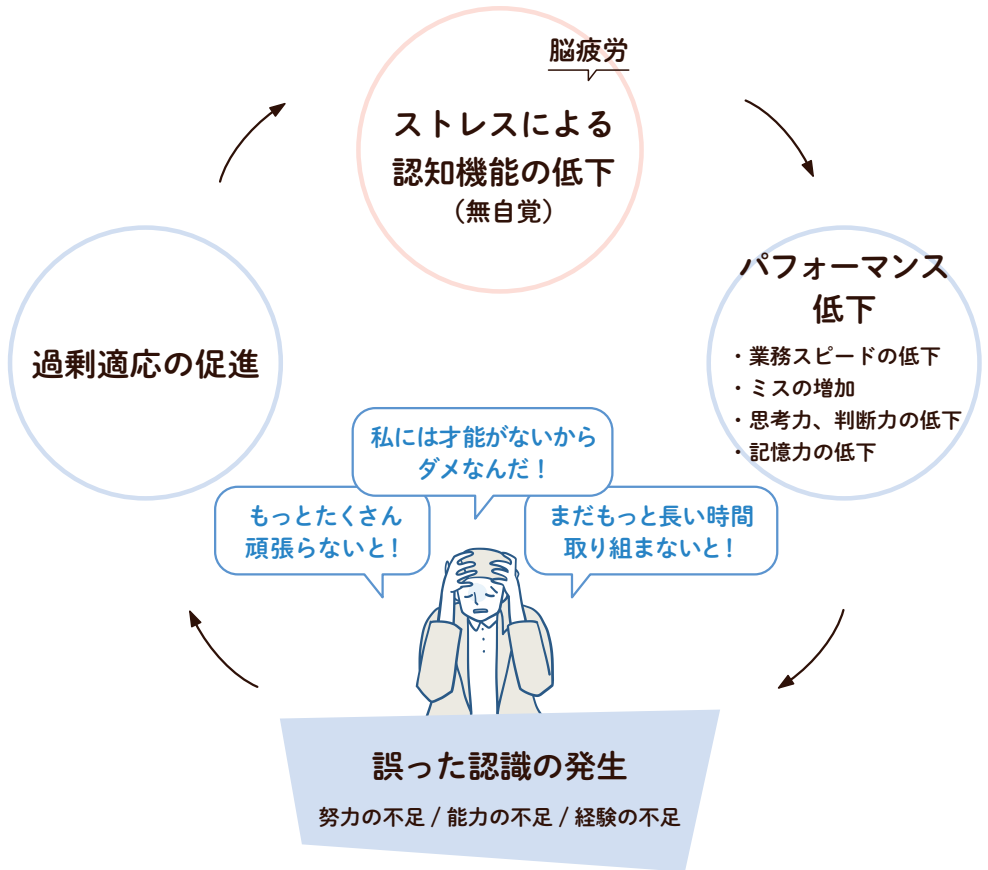 脳疲労
ストレスによる
認知機能の低下
（無自覚）
パフォーマンス
低下
・業務スピードの低下
・ミスの増加
・思考力、判断力の低下
・記憶力の低下
過剰適応の促進
私には才能がないから
ダメなんだ！
もっとたくさん
頑張らないと！
まだもっと長い時間
取り組まないと！
誤った認識の発生
努力の不足 / 能力の不足 / 経験の不足